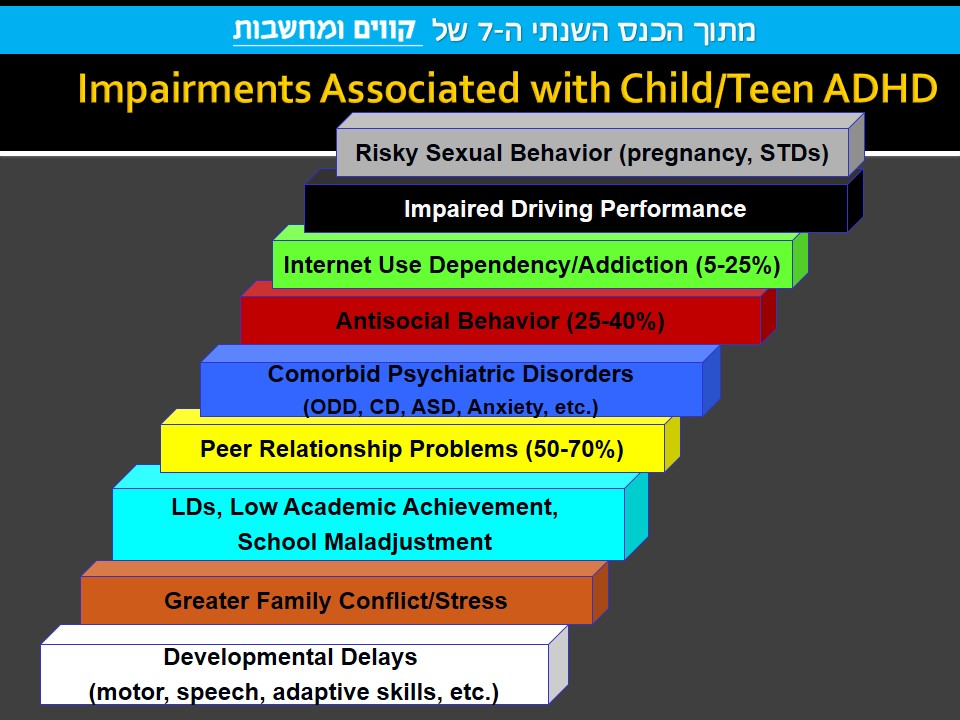 מתוך הכנס השנתי ה-7 של קווים ומחשבות
Impairments Associated with Child/Teen ADHD
Risky Sexual Behavior (pregnancy, STDs)
Impaired Driving Performance
Internet Use Dependency/Addiction (5-25%)
Antisocial Behavior (25-40%)
Comorbid Psychiatric Disorders
(ODD, CD, ASD, Anxiety, etc.)
Peer Relationship Problems (50-70%)
LDs, Low Academic Achievement,
School Maladjustment
Greater Family Conflict/Stress
Developmental Delays
(motor, speech, adaptive skills, etc.)